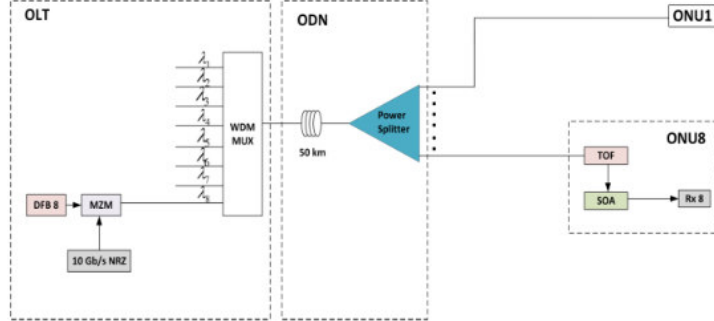 OLT
ODN
ONU1
λ1
λ2
λ3
λ4
λ5
λ6
λ7
λ8
WDM
MUX
50 km
Power
Splitter
ONU8
TOF
SOA
Rx 8
DFB 8
MZM
10 Gb/s NRZ